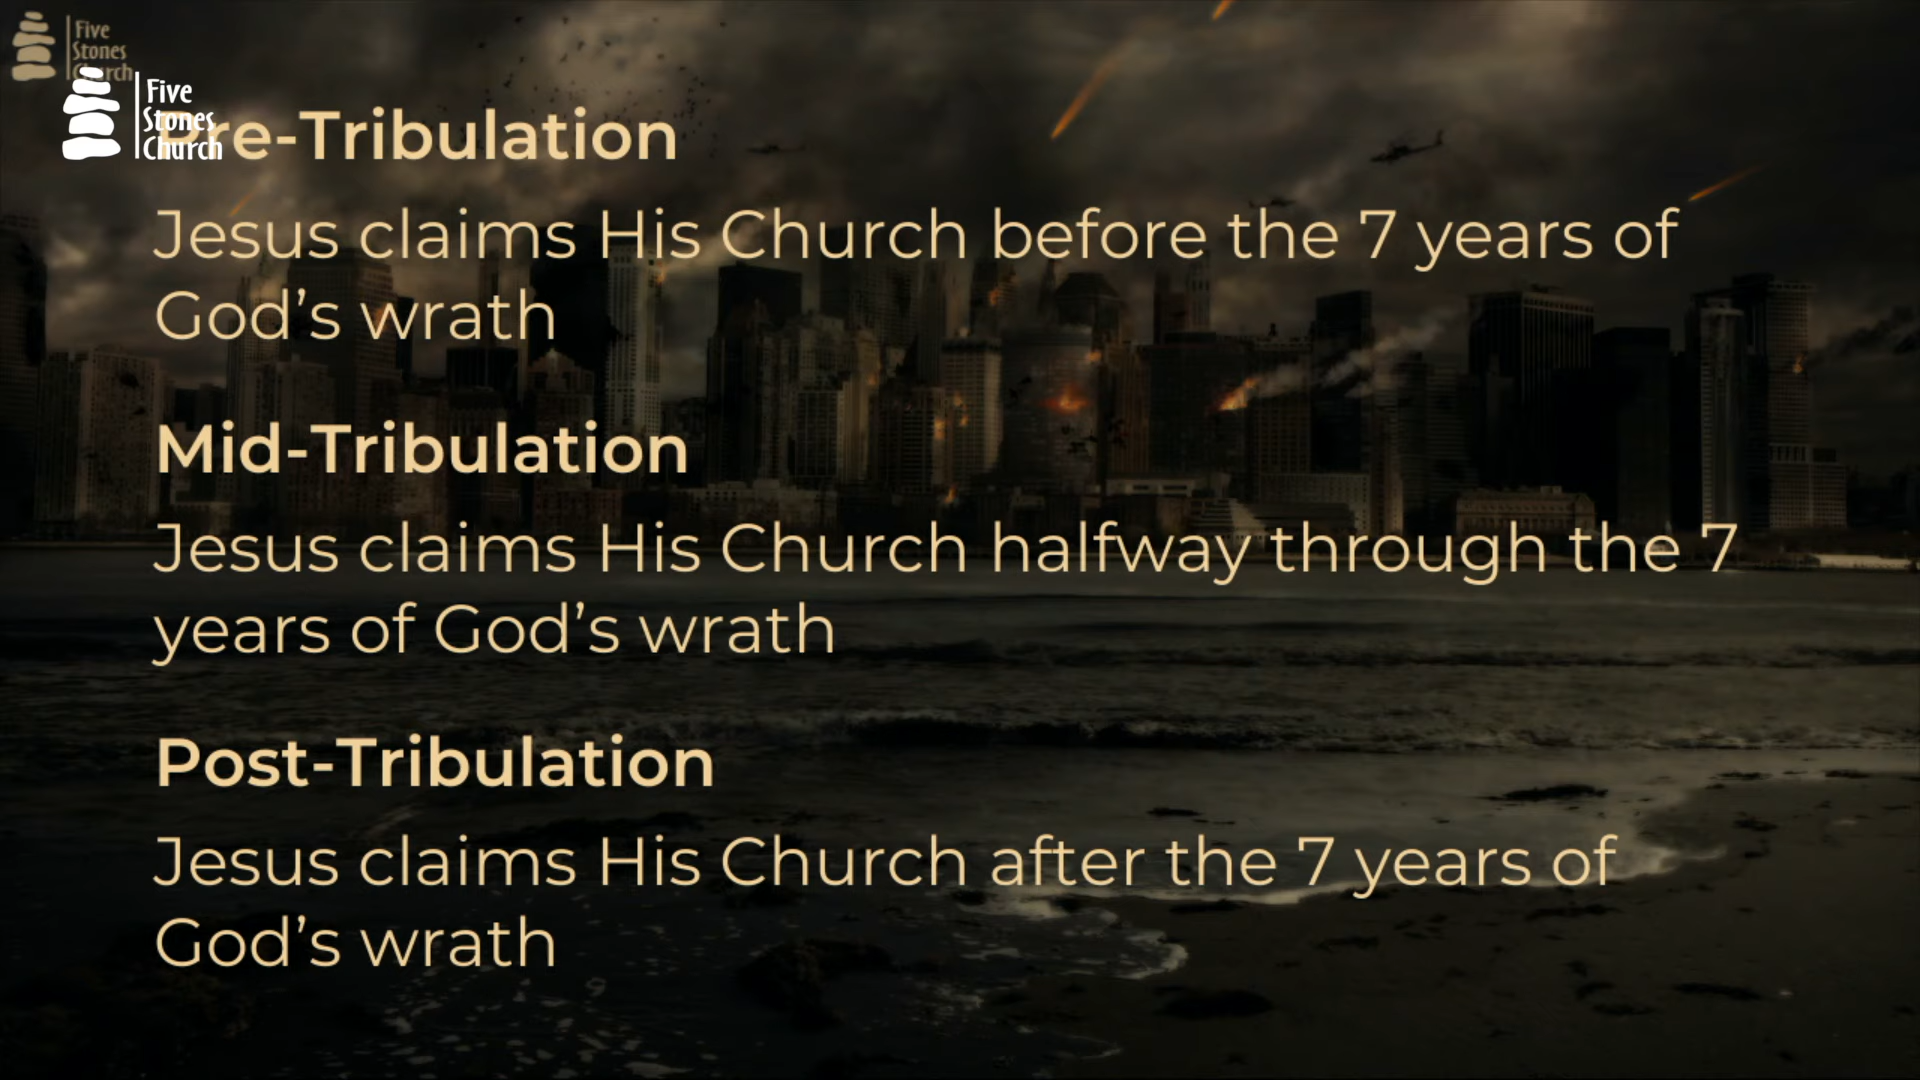 Five
Stones
Church
Five
Stones
Church
Pre-Tribulation
Jesus claims His Church before the 7 years of
God’s wrath
Mid-Tribulation
Jesus claims His Church halfway through the 7
years of God’s wrath
Post-Tribulation
Jesus claims His Church after the 7 years of
God’s wrath